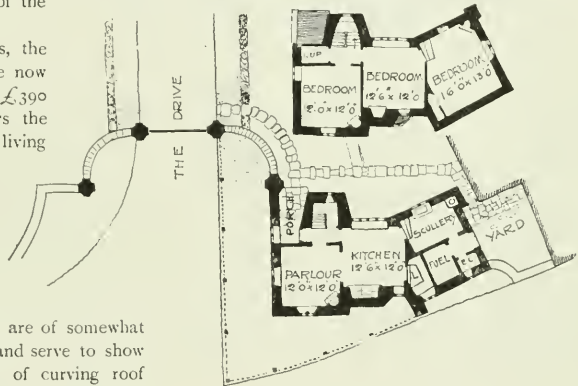 of the
s, the
e now
£390
rs the
living
are of somewhat
and serve to show
of curving roof
THE DRIVE
CUP
BEDROOM
12'0"x12'0
BEDROOM
12'6"x12'0
BEDROOM
16'0"x13'0
PORCH
PARLOUR
12'0"x12'0
KITCHEN
12'6"x12'0
SCULLERY
FUEL
E.C
L
YARD